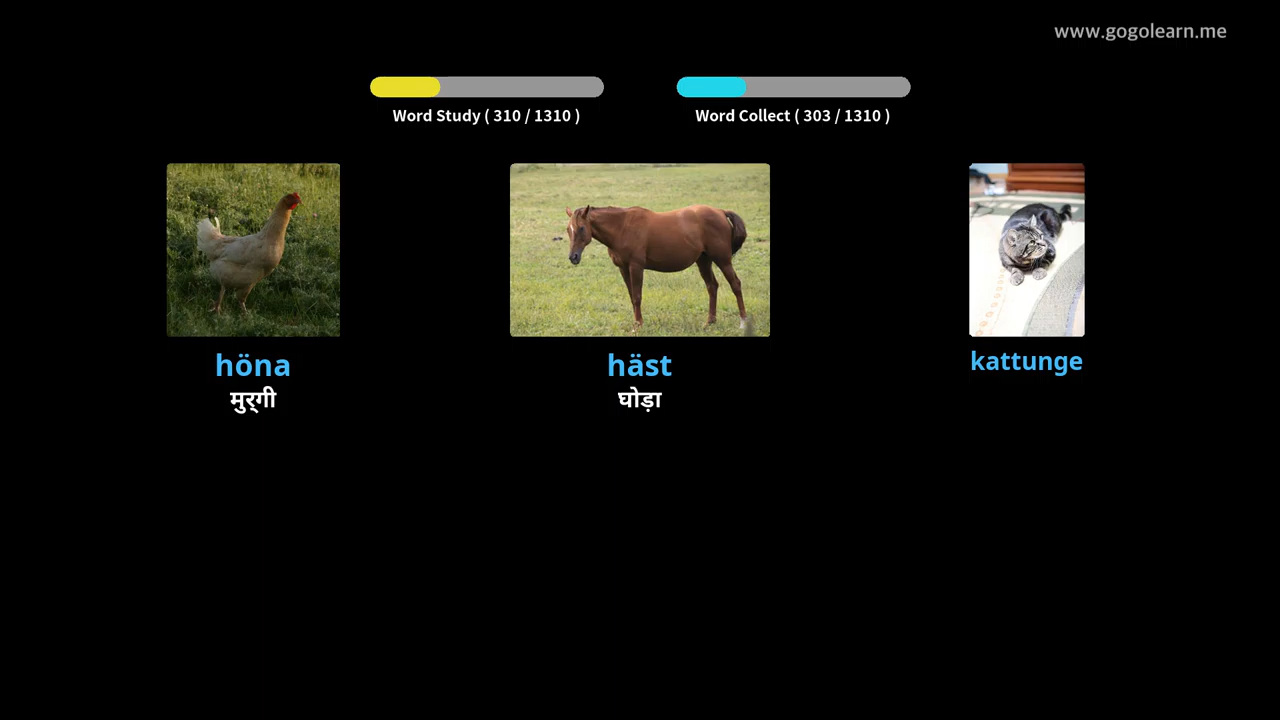 www.gogolearn.me
Word Study ( 310 / 1310 )
Word Collect ( 303 / 1310 )
höna
häst
kattunge
मुर्गी
घोड़ा